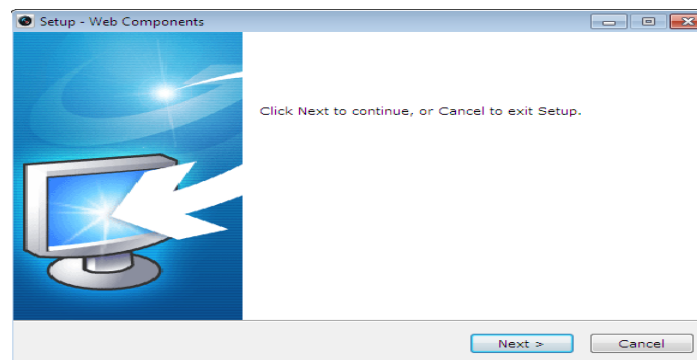 Setup - Web Components
Click Next to continue, or Cancel to exit Setup.
Next >
Cancel